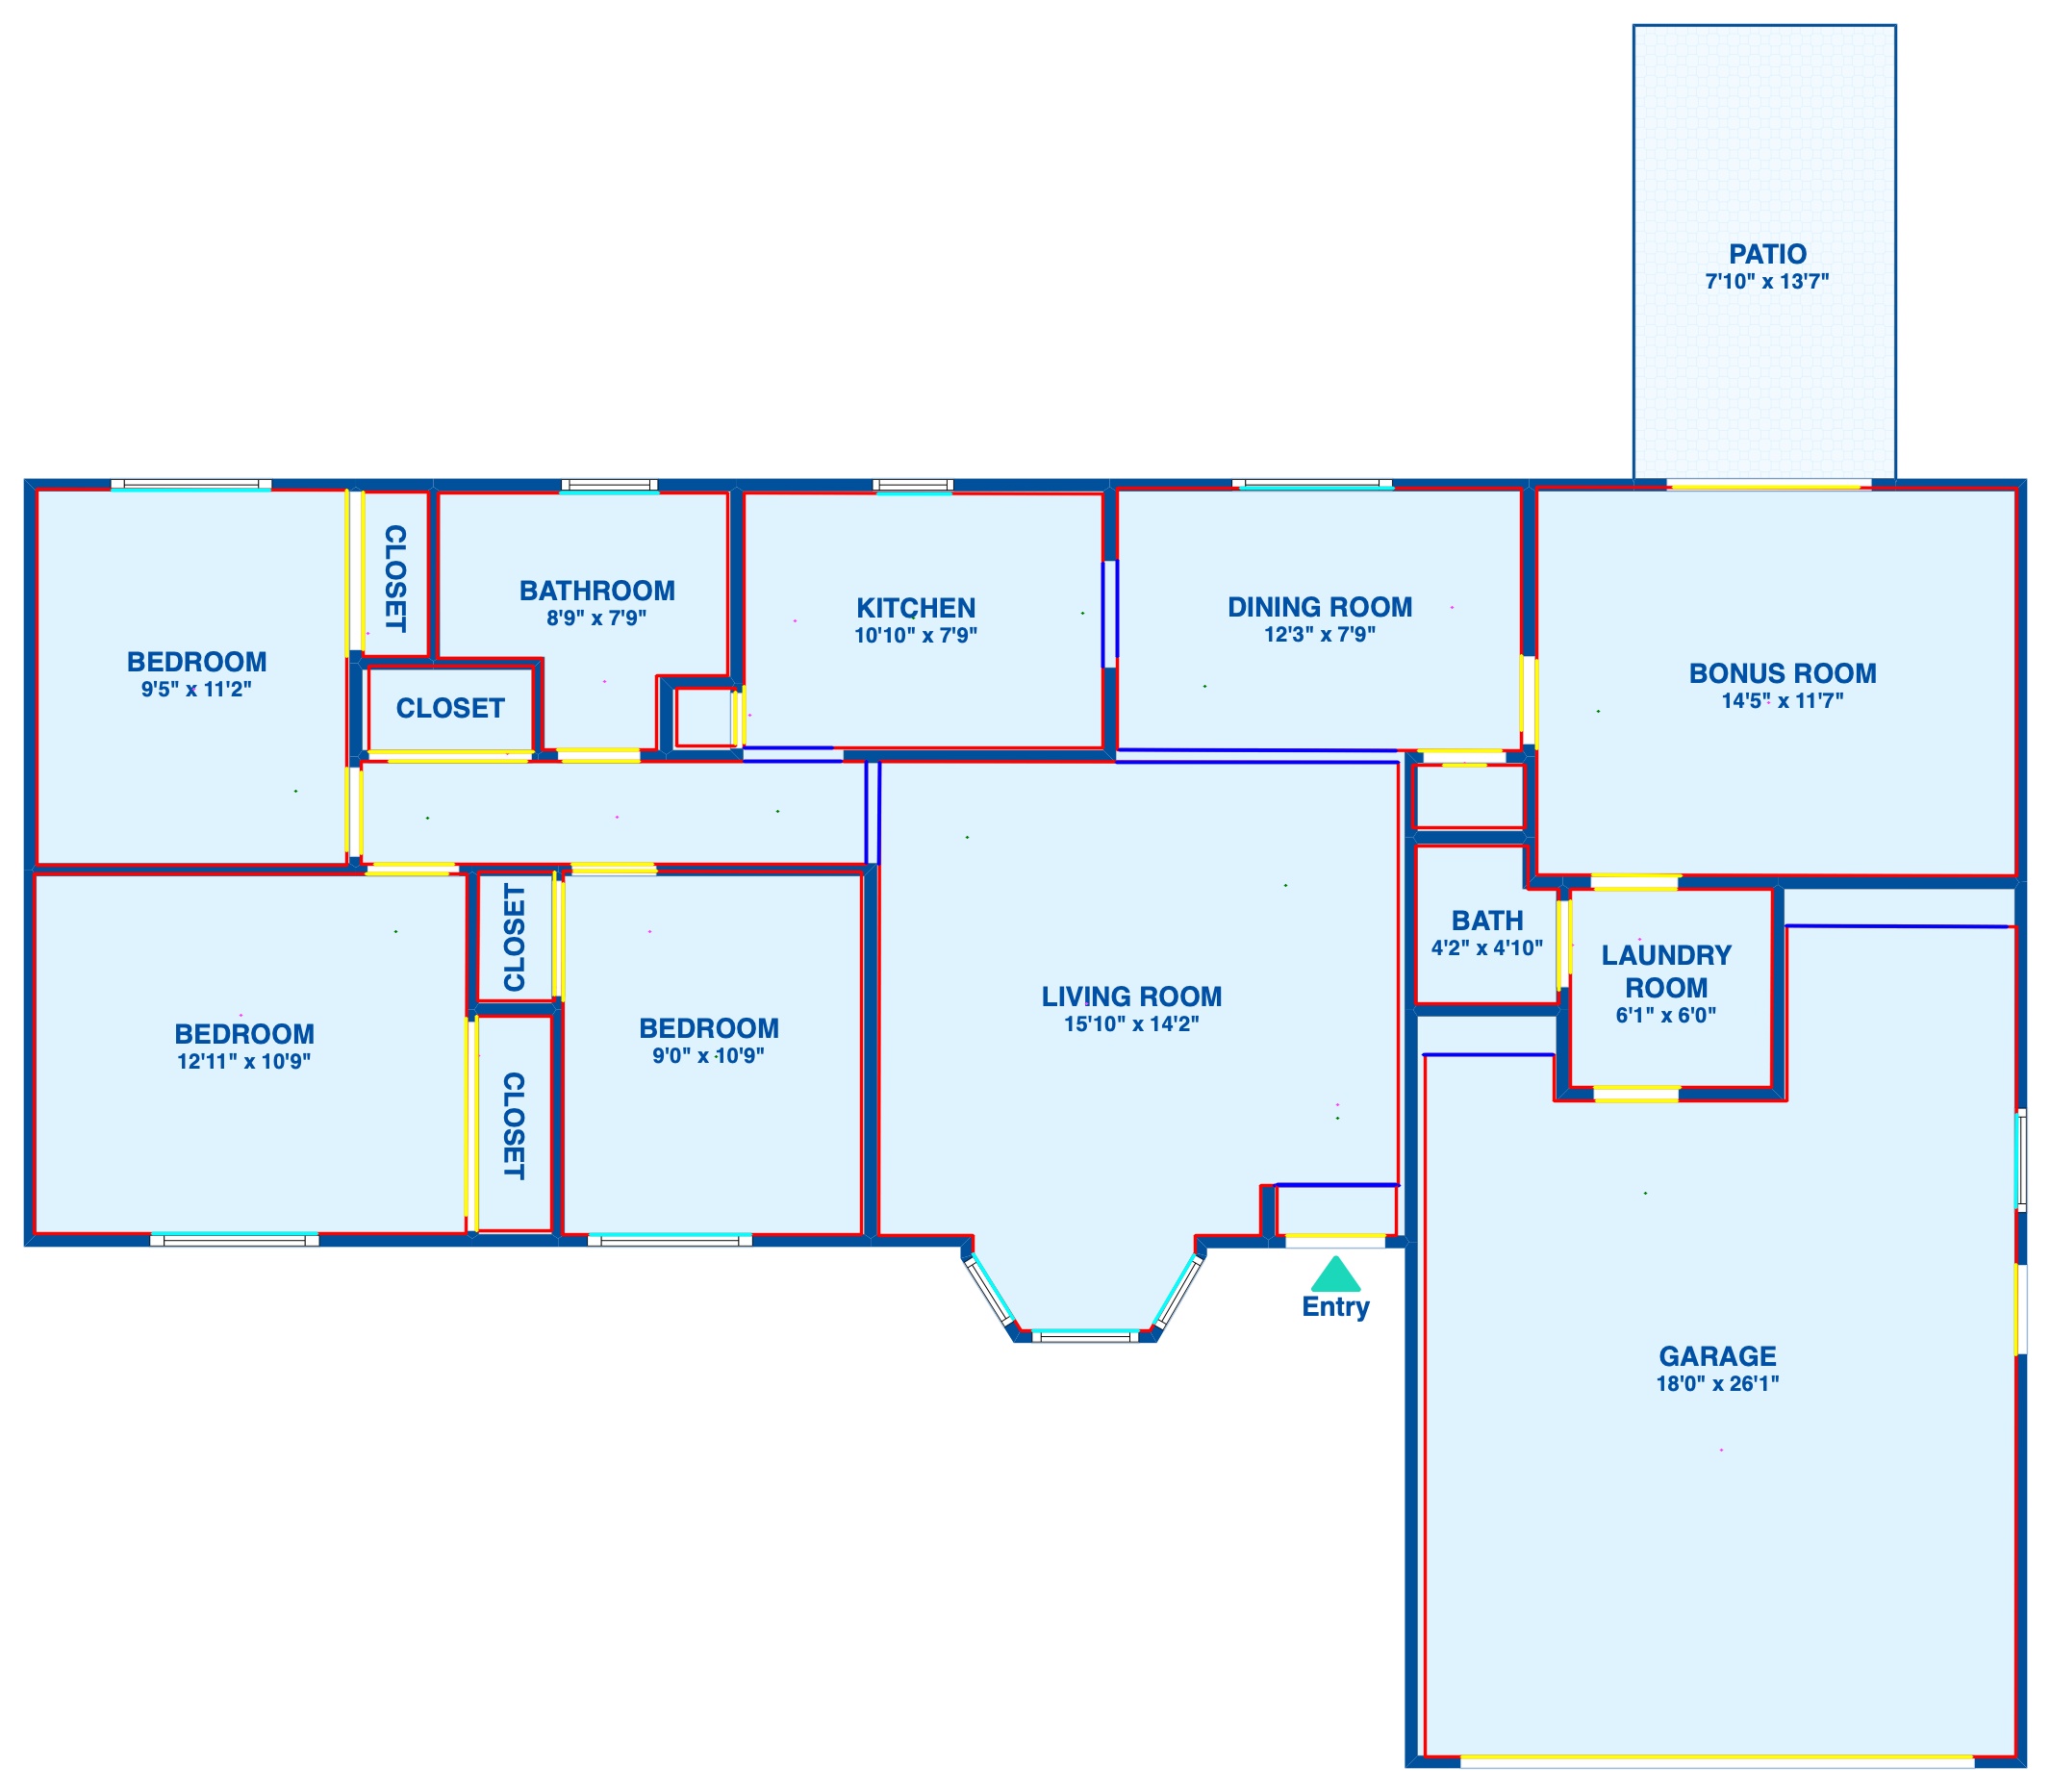 PATIO
7'10" x 13'7"
CLOSET
BATHROOM
8'9" x 7'9"
KITCHEN
10'10" x 7'9"
DINING ROOM
12'3" x 7'9"
BEDROOM
9'5" x 11'2"
BONUS ROOM
14'5" x 11'7"
CLOSET
CLOSET
BATH
4'2" x 4'10"
LAUNDRY
ROOM
6'1" x 6'0"
LIVING ROOM
15'10" x 14'2"
BEDROOM
12'11" x 10'9"
BEDROOM
9'0" x 10'9"
CLOSET
Entry
GARAGE
18'0" x 26'1"